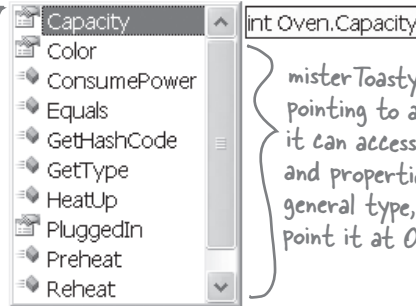 Capacity
Color
ConsumePower
Equals
GetHashCode
GetType
HeatUp
PluggedIn
Preheat
Reheat
int Oven.Capacity
misterToasty
pointing to a
it can access
and properti
general type,
point it at O